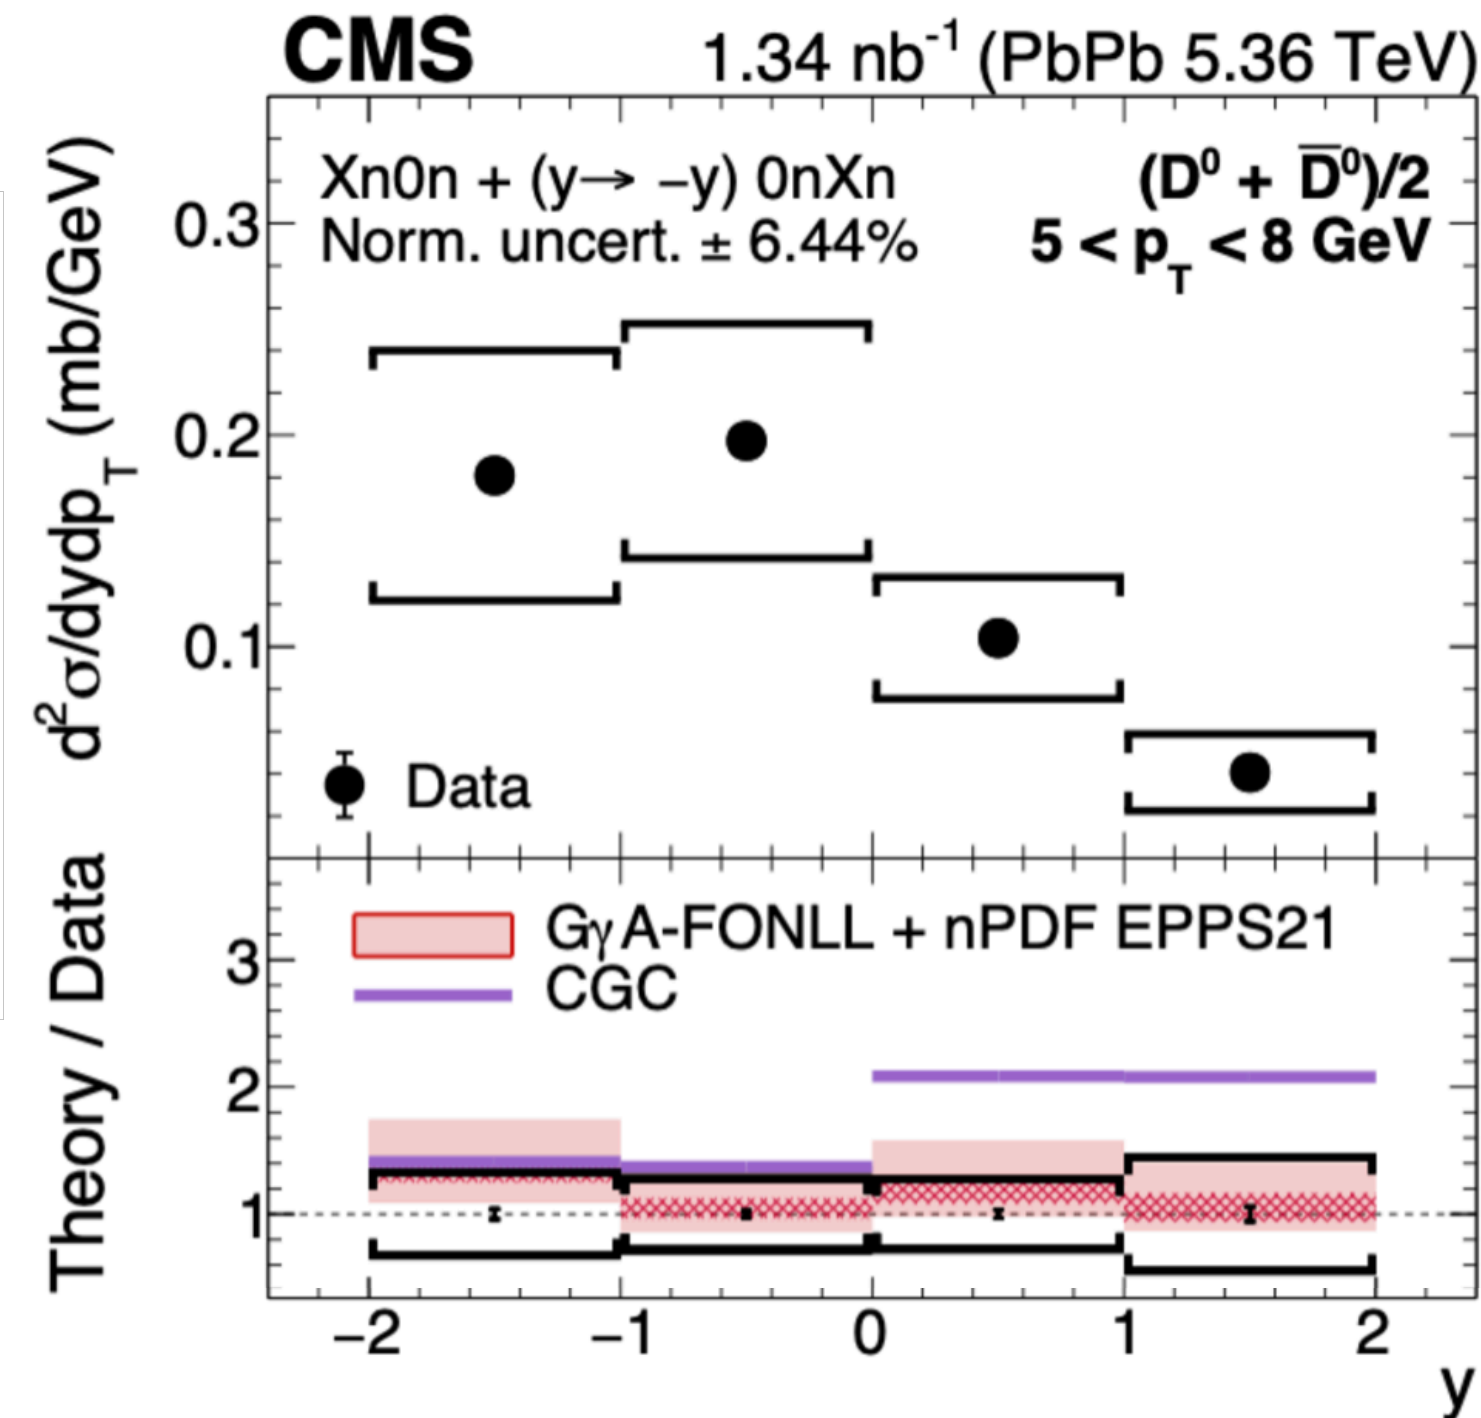 CMS 1.34 nb⁻¹ (PbPb 5.36 TeV)
Xn0n + (y→ −y) 0nXn (D⁰ + D̅⁰)/2
Norm. uncert. ± 6.44% 5 < p_T < 8 GeV
d²σ/dydp_T (mb/GeV)
0.3
0.2
0.1
Data
Theory / Data
GγA-FONLL + nPDF EPPS21
CGC
3
2
1
−2 −1 0 1 2
y